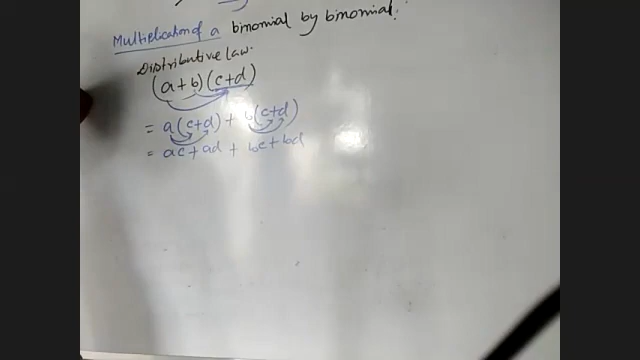 Multiplication of a binomial by binomial.
Distributive law.
(a+b)(c+d)
= a(c+d) + b(c+d)
= ac+ad + bc+bd